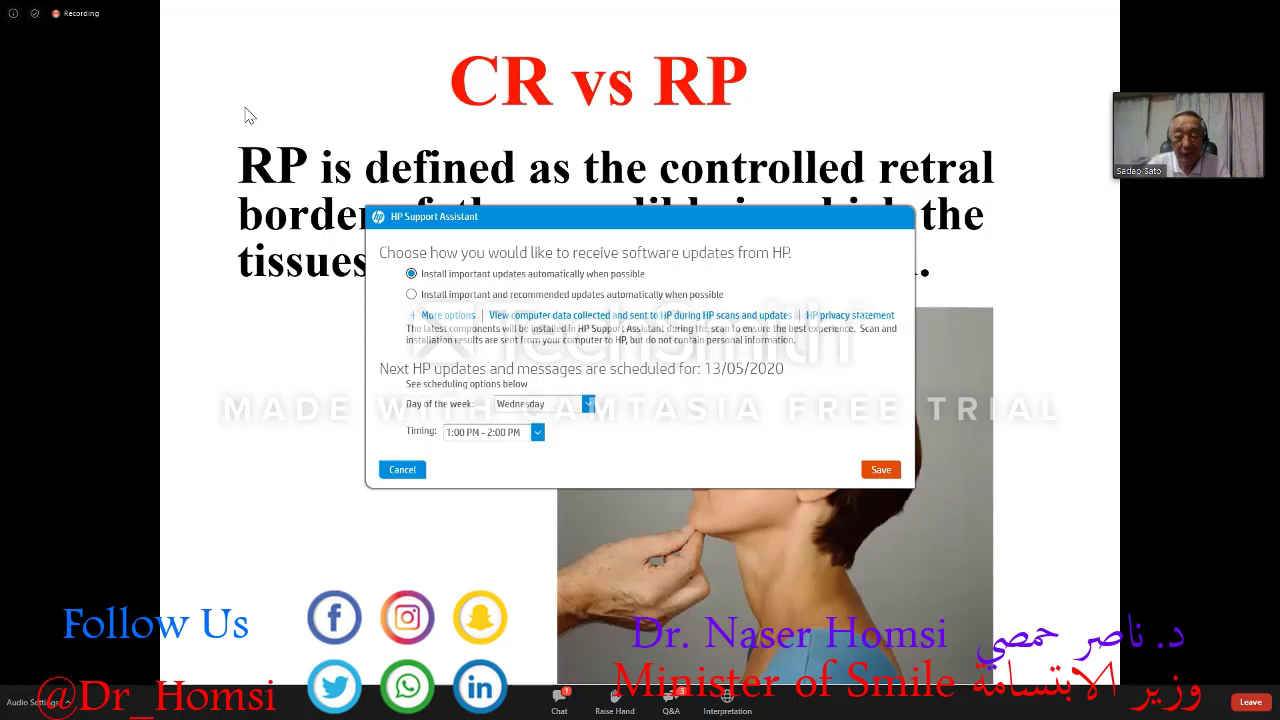 Recording
CR vs RP
RP is defined as the controlled retral
border of the the
tissues
Sadao Sato
HP Support Assistant
Choose how you would like to receive software updates from HP.
Install important updates automatically when possible
Install important and recommended updates automatically when possible
+ More options | View computer data collected and sent to HP during HP scans and updates | HP privacy statement
The latest components will be installed in HP Support Assistant during the scan to ensure the best experience. Scan and
installation results are sent from your computer to HP, but do not contain personal information.
TechSmith
Next HP updates and messages are scheduled for: 13/05/2020
See scheduling options below
Day of the week: Wednesday
MADE WITH CAMTASIA FREE TRIAL
Timing: 1:00 PM - 2:00 PM
Cancel
Save
Follow Us
@Dr_Homsi
Dr. Naser Homsi د. ناصر حمصي
Minister of Smile وزير الابتسامة
Audio Settings
Chat 1
Raise Hand
Q&A 3
Interpretation
Leave